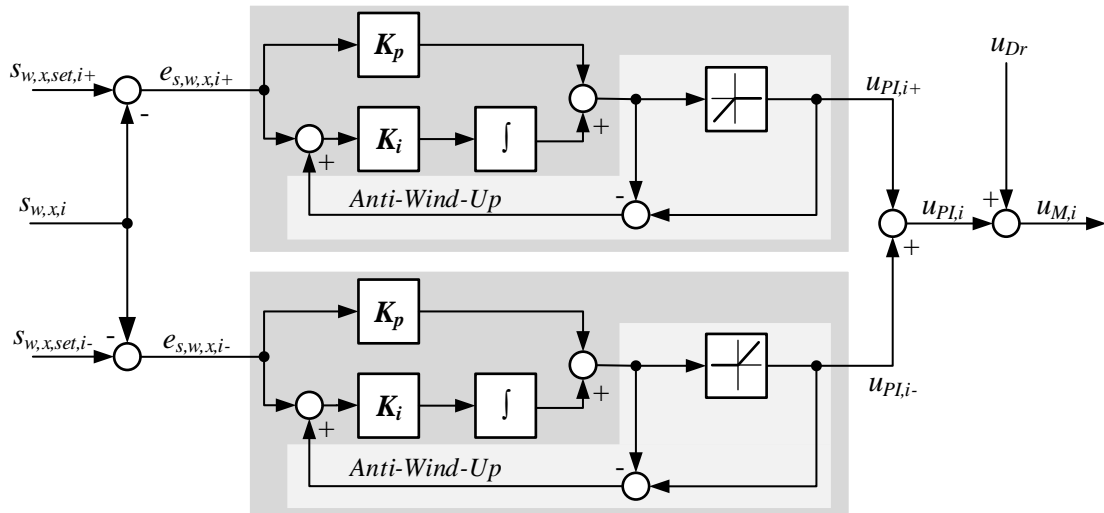 s_{w,x,set,i+}
-
e_{s,w,x,i+}
K_p
+
K_i
∫
+
Anti-Wind-Up
-
u_{PI,i+}
u_{Dr}
s_{w,x,i}
+
u_{PI,i}
+
u_{M,i}
s_{w,x,set,i-}
-
e_{s,w,x,i-}
K_p
+
K_i
∫
+
Anti-Wind-Up
-
u_{PI,i-}